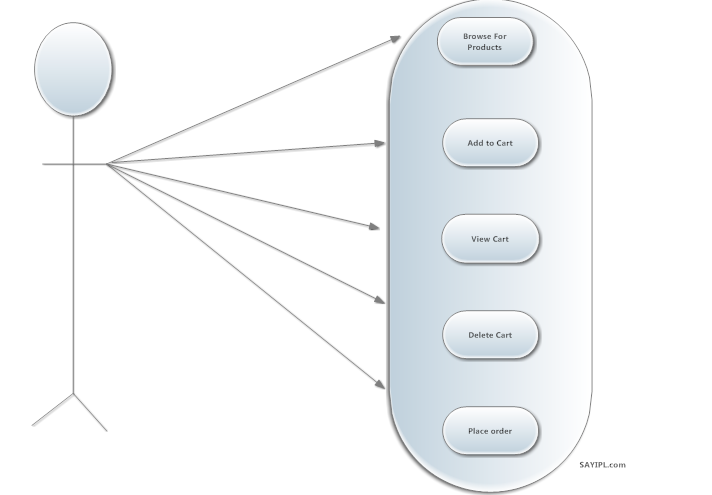 Browse For
Products
Add to Cart
View Cart
Delete Cart
Place order
SAYIPL.com